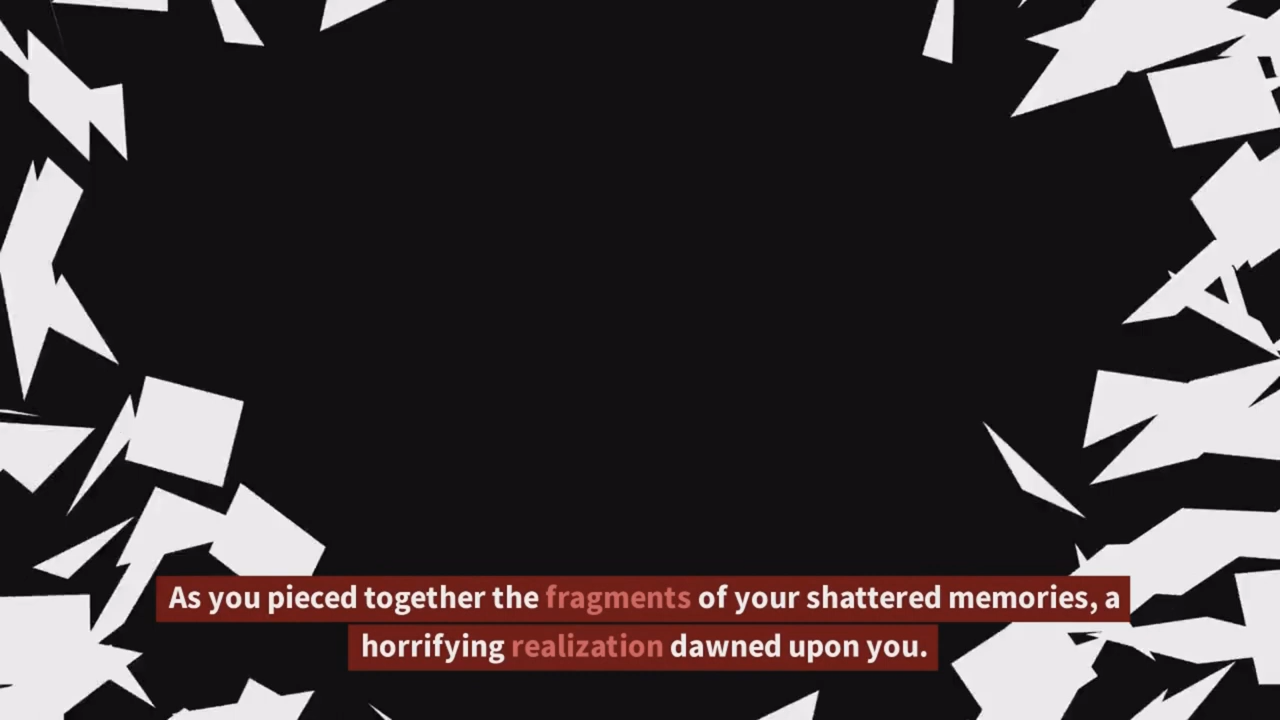 As you pieced together the fragments of your shattered memories, a
horrifying realization dawned upon you.